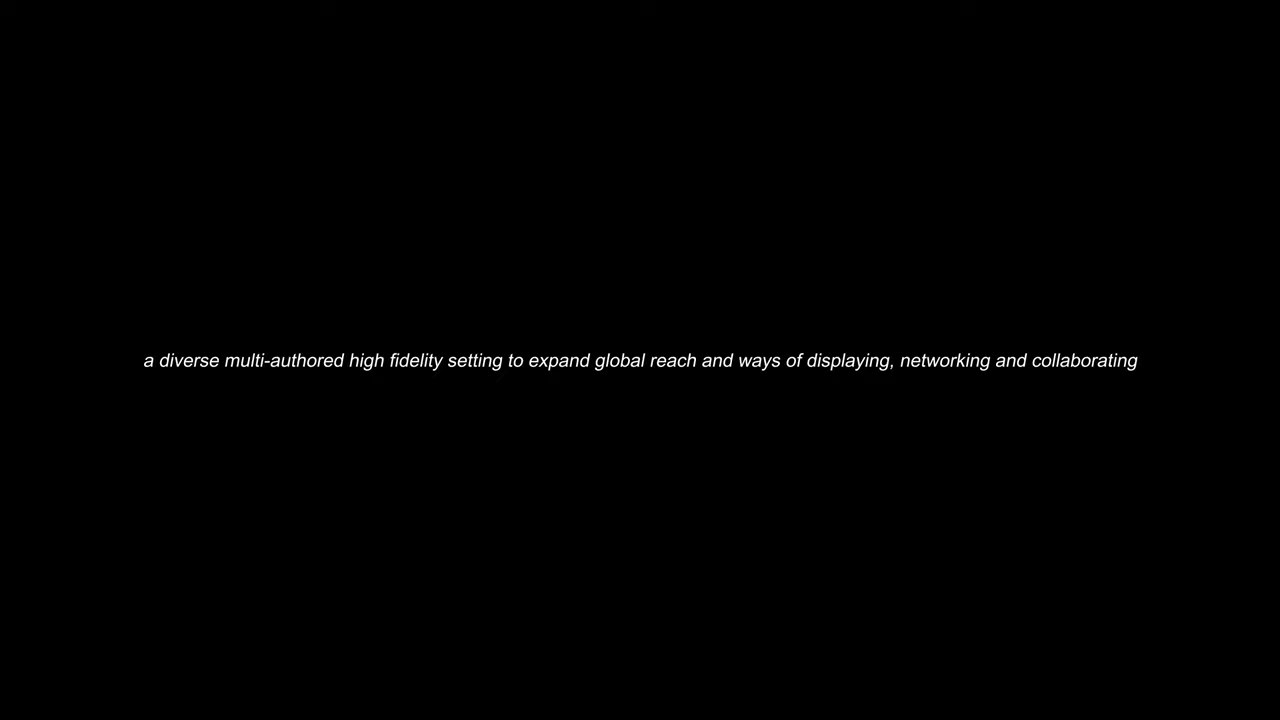 a diverse multi-authored high fidelity setting to expand global reach and ways of displaying, networking and collaborating